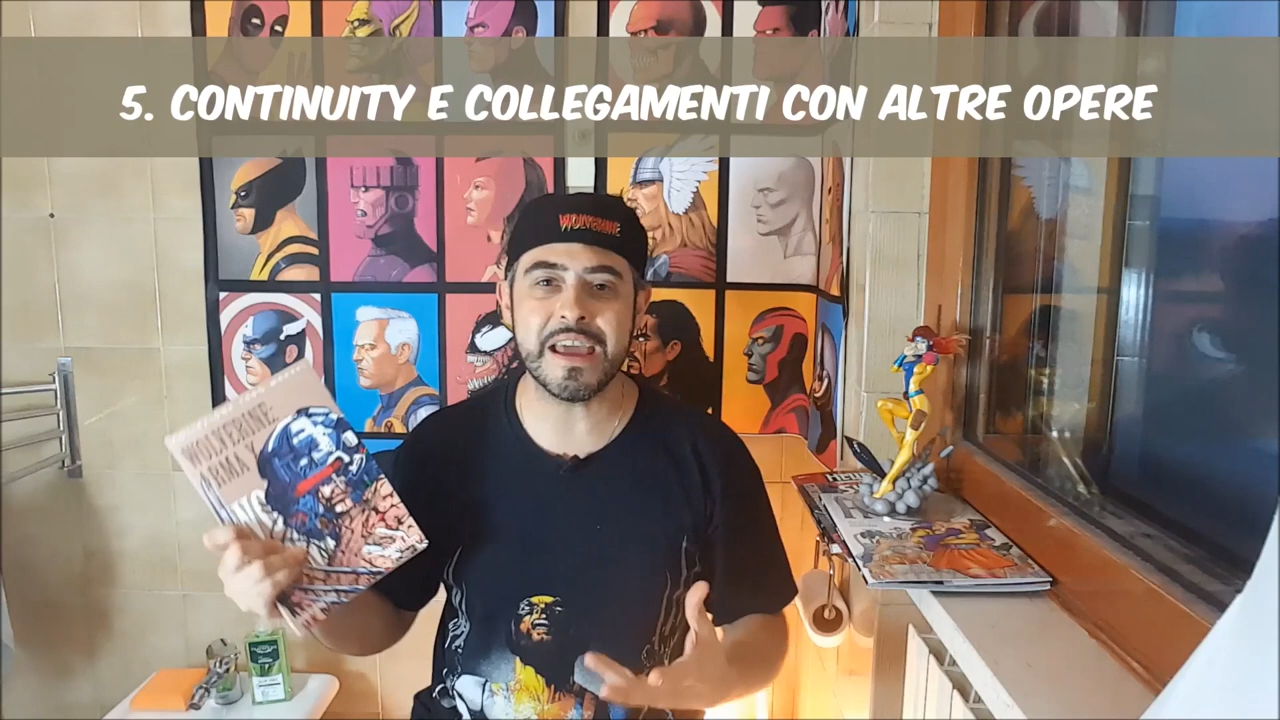 5. CONTINUITY E COLLEGAMENTI CON ALTRE OPERE
WOLVERINE
WOLVERINE:
ARMA